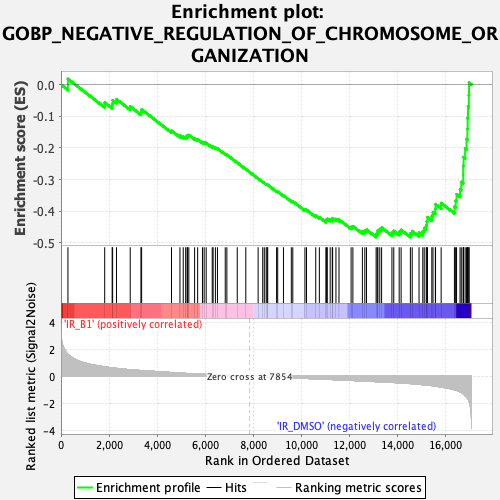 Enrichment plot:
GOBP_NEGATIVE_REGULATION_OF_CHROMOSOME_OR
GANIZATION
Enrichment score (ES)
0.0
-0.1
-0.2
-0.3
-0.4
-0.5
'IR_B1' (positively correlated)
Ranked list metric (Signal2Noise)
4
2
0
-2
-4
Zero cross at 7854
'IR_DMSO' (negatively correlated)
0
2,000
4,000
6,000
8,000
10,000
12,000
14,000
16,000
Rank in Ordered Dataset
Enrichment profile
Hits
Ranking metric scores